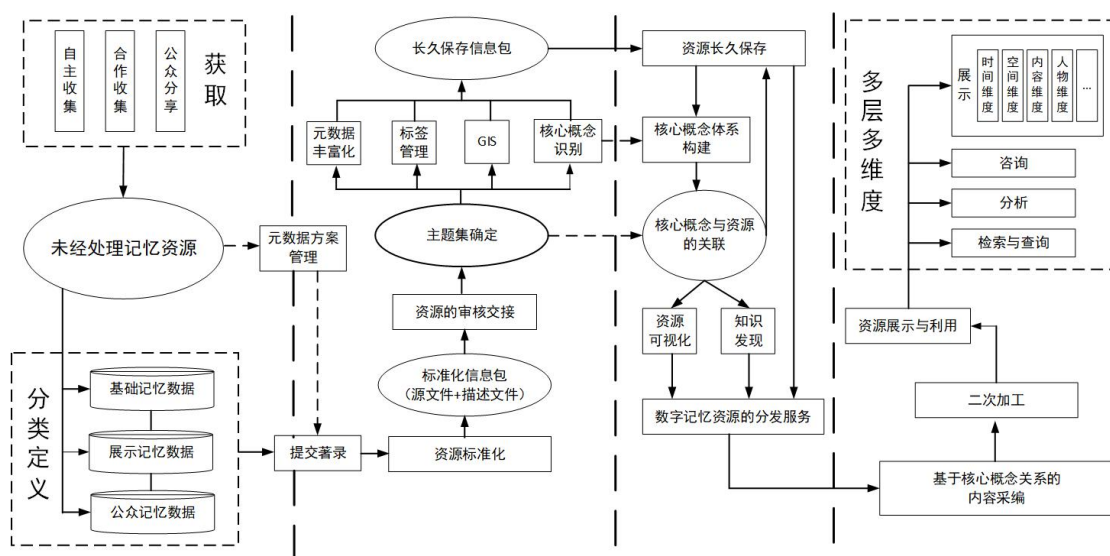 自主收集
合作收集
公众分享
获取
未经处理记忆资源
元数据方案
管理
分类定义
基础记忆数据
展示记忆数据
公众记忆数据
提交著录
长久保存信息包
元数据
丰富化
标签
管理
GIS
核心概念
识别
主题集确定
资源的审核交接
标准化信息包
（源文件+描述文件）
资源标准化
资源长久保存
核心概念体系
构建
核心概念与资源
的关联
资源
可视化
知识
发现
数字记忆资源的分发服务
多层多维度
展示
时间维度
空间维度
内容维度
人物维度
...
咨询
分析
检索与查询
资源展示与利用
二次加工
基于核心概念关系的
内容采编